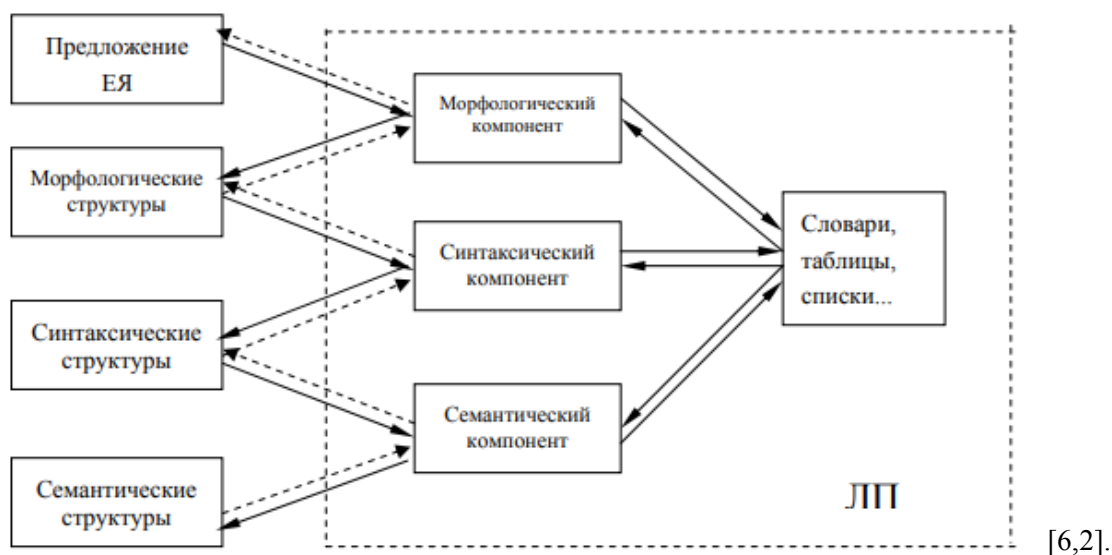 Предложение
ЕЯ
Морфологический
компонент
Морфологические
структуры
Словари,
таблицы,
списки...
Синтаксический
компонент
Синтаксические
структуры
Семантический
компонент
Семантические
структуры
ЛП
[6,2].